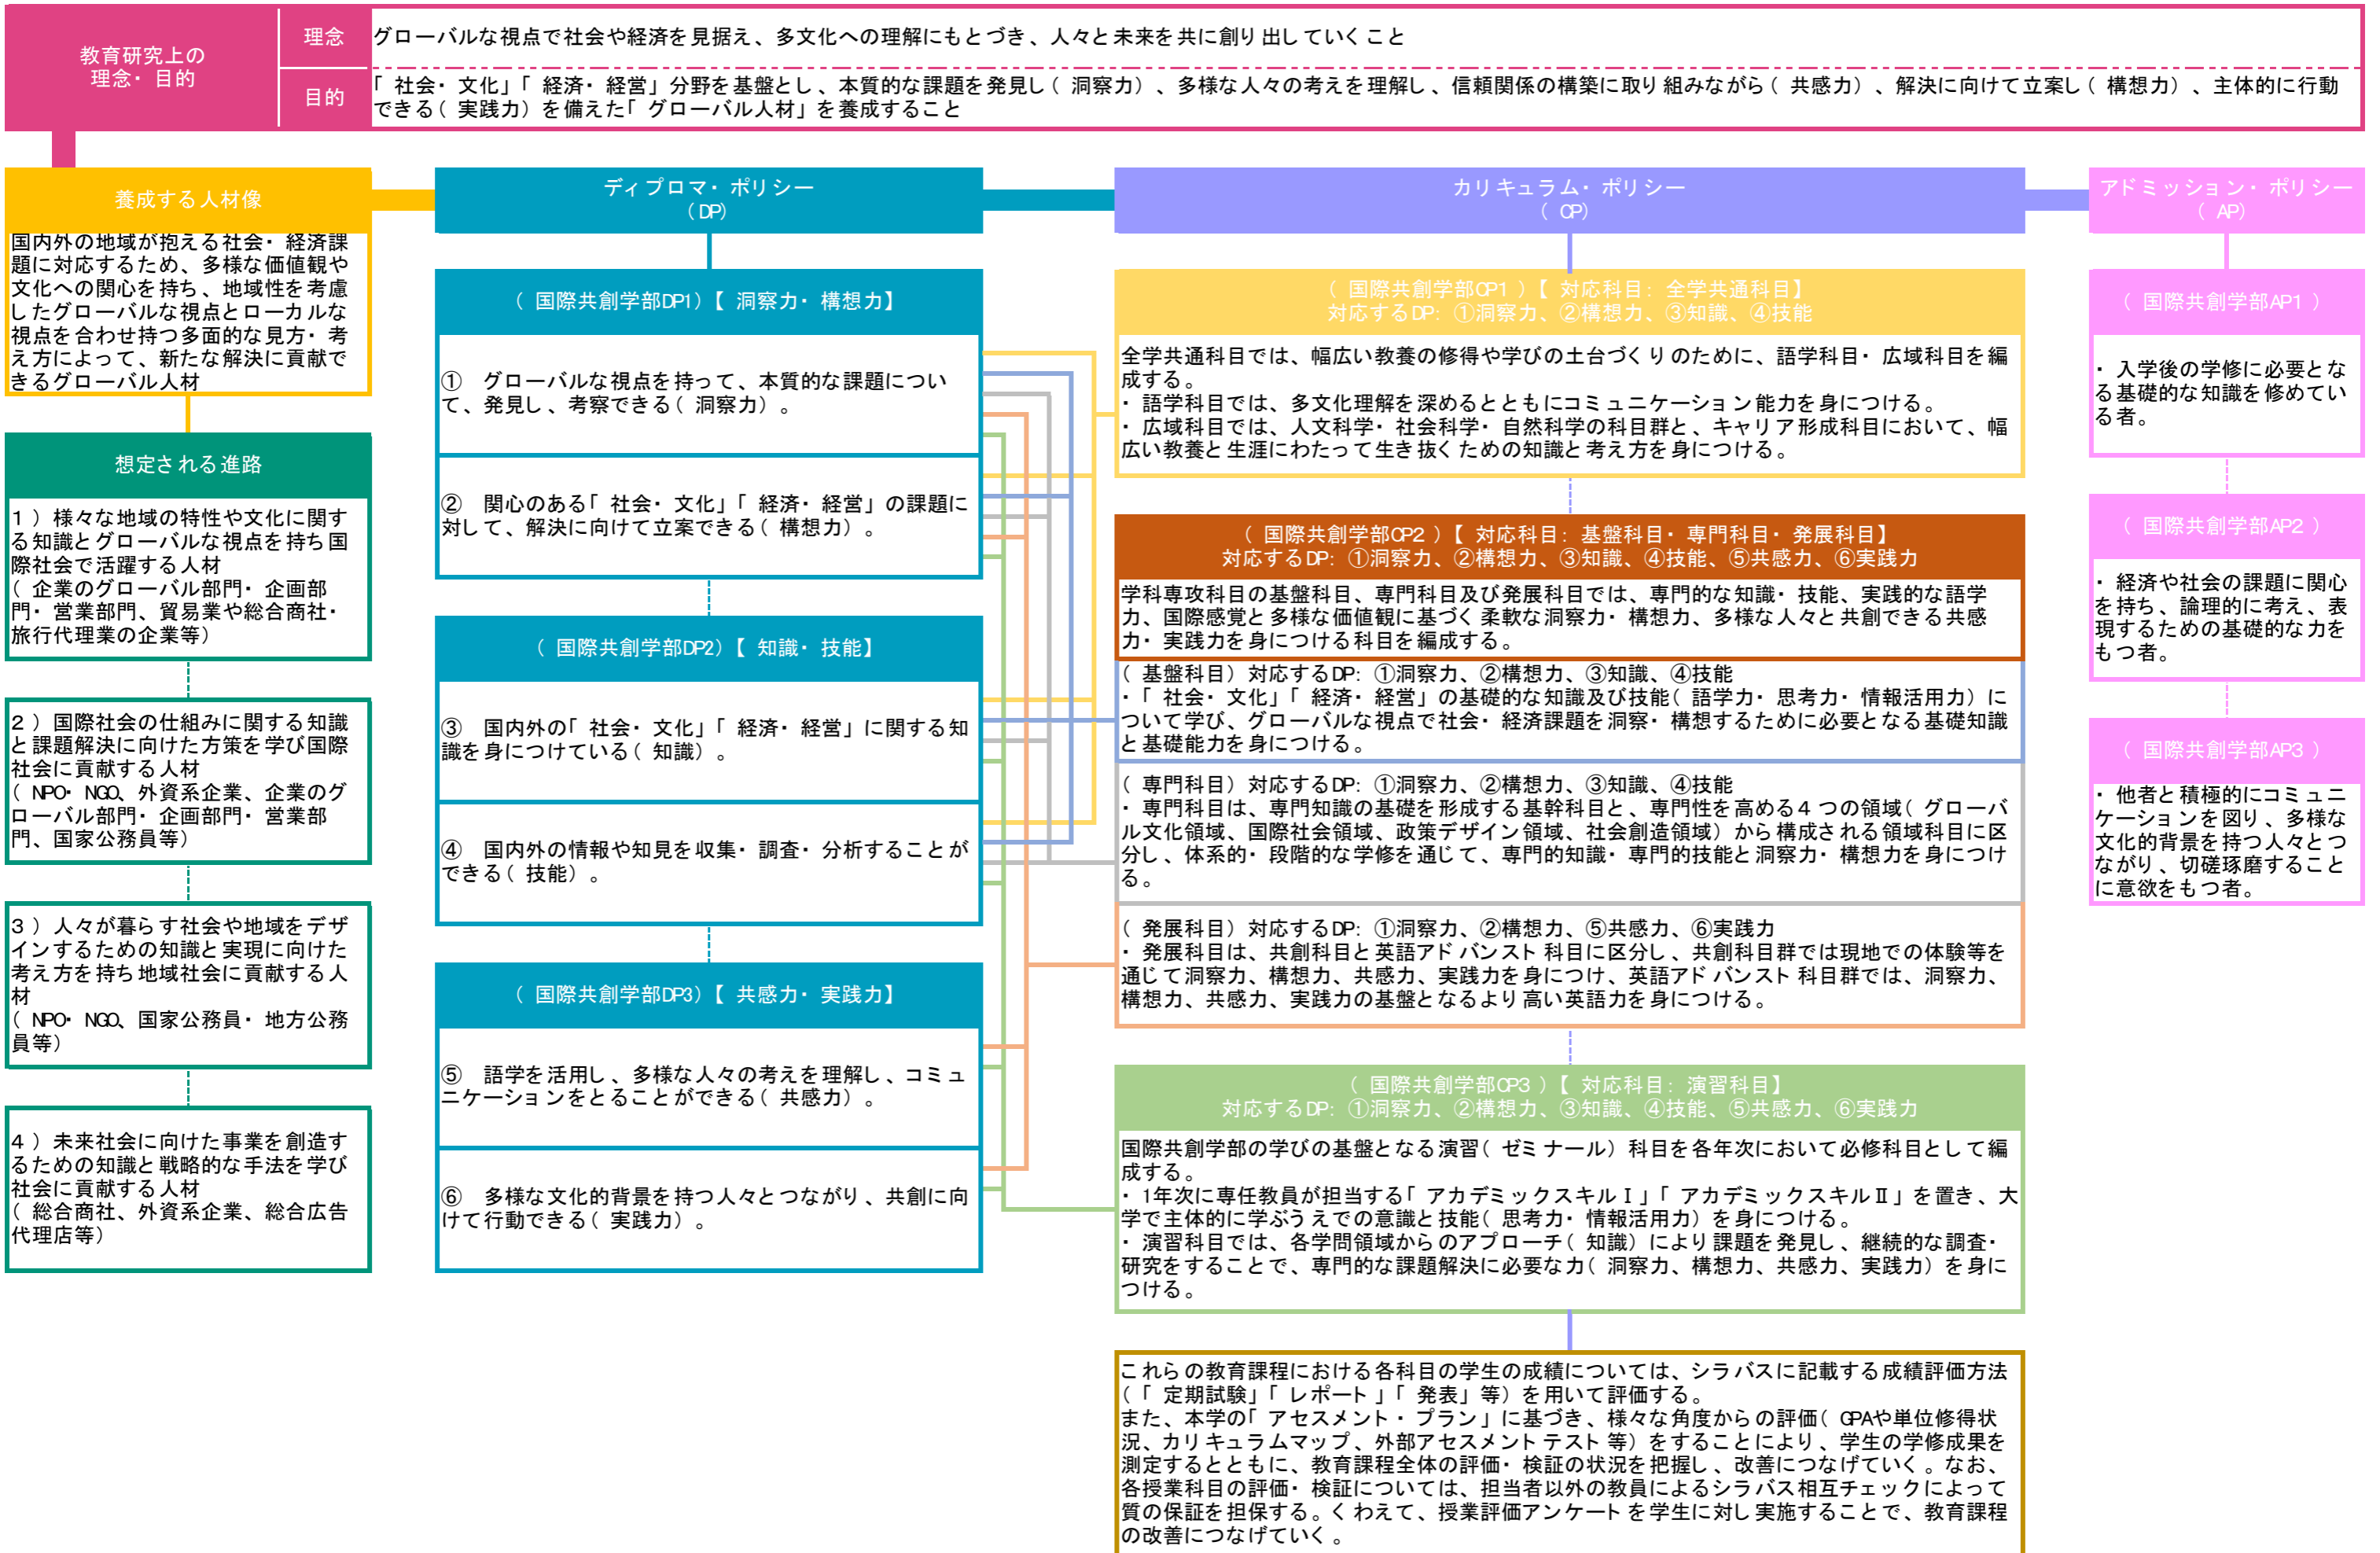 教育研究上の
理念・目的
理念
グローバルな視点で社会や経済を見据え、多文化への理解にもとづき、人々と未来を共に創り出していくこと
目的
「社会・文化」「経済・経営」分野を基盤とし、本質的な課題を発見し(洞察力)、多様な人々の考えを理解し、信頼関係の構築に取り組みながら(共感力)、解決に向けて立案し(構想力)、主体的に行動
できる(実践力)を備えた「グローバル人材」を養成すること
養成する人材像
国内外の地域が抱える社会・経済課
題に対応するため、多様な価値観や
文化への関心を持ち、地域性を考慮
したグローバルな視点とローカルな
視点を合わせ持つ多面的な見方・考
え方によって、新たな解決に貢献で
きるグローバル人材
想定される進路
1)様々な地域の特性や文化に関す
る知識とグローバルな視点を持ち国
際社会で活躍する人材
(企業のグローバル部門・企画部
門・営業部門、貿易業や総合商社・
旅行代理業の企業等)
2)国際社会の仕組みに関する知識
と課題解決に向けた方策を学び国際
社会に貢献する人材
(NPO・NGO、外資系企業、企業のグ
ローバル部門・企画部門・営業部
門、国家公務員等)
3)人々が暮らす社会や地域をデザ
インするための知識と実現に向けた
考え方を持ち地域社会に貢献する人
材
(NPO・NGO、国家公務員・地方公務
員等)
4)未来社会に向けた事業を創造す
るための知識と戦略的な手法を学び
社会に貢献する人材
(総合商社、外資系企業、総合広告
代理店等)
ディプロマ・ポリシー
(DP)
(国際共創学部DP1)【洞察力・構想力】
① グローバルな視点を持って、本質的な課題につい
て、発見し、考察できる(洞察力)。
② 関心のある「社会・文化」「経済・経営」の課題に
対して、解決に向けて立案できる(構想力)。
(国際共創学部DP2)【知識・技能】
③ 国内外の「社会・文化」「経済・経営」に関する知
識を身につけている(知識)。
④ 国内外の情報や知見を収集・調査・分析することが
できる(技能)。
(国際共創学部DP3)【共感力・実践力】
⑤ 語学を活用し、多様な人々の考えを理解し、コミュ
ニケーションをとることができる(共感力)。
⑥ 多様な文化的背景を持つ人々とつながり、共創に向
けて行動できる(実践力)。
カリキュラム・ポリシー
(CP)
(国際共創学部CP1)【対応科目:全学共通科目】
対応するDP:①洞察力、②構想力、③知識、④技能
全学共通科目では、幅広い教養の修得や学びの土台づくりのために、語学科目・広域科目を編
成する。
・語学科目では、多文化理解を深めるとともにコミュニケーション能力を身につける。
・広域科目では、人文科学・社会科学・自然科学の科目群と、キャリア形成科目において、幅
広い教養と生涯にわたって生き抜くための知識と考え方を身につける。
(国際共創学部CP2)【対応科目:基盤科目・専門科目・発展科目】
対応するDP:①洞察力、②構想力、③知識、④技能、⑤共感力、⑥実践力
学科専攻科目の基盤科目、専門科目及び発展科目では、専門的な知識・技能、実践的な語学
力、国際感覚と多様な価値観に基づく柔軟な洞察力・構想力、多様な人々と共創できる共感
力・実践力を身につける科目を編成する。
(基盤科目)対応するDP:①洞察力、②構想力、③知識、④技能
・「社会・文化」「経済・経営」の基礎的な知識及び技能(語学力・思考力・情報活用力)に
ついて学び、グローバルな視点で社会・経済課題を洞察・構想するために必要となる基礎知識
と基礎能力を身につける。
(専門科目)対応するDP:①洞察力、②構想力、③知識、④技能
・専門科目は、専門知識の基礎を形成する基幹科目と、専門性を高める4つの領域(グローバ
ル文化領域、国際社会領域、政策デザイン領域、社会創造領域)から構成される領域科目に区
分し、体系的・段階的な学修を通じて、専門的知識・専門的技能と洞察力・構想力を身につけ
る。
(発展科目)対応するDP:①洞察力、②構想力、⑤共感力、⑥実践力
・発展科目は、共創科目と英語アドバンスト科目に区分し、共創科目群では現地での体験等を
通じて洞察力、構想力、共感力、実践力を身につけ、英語アドバンスト科目群では、洞察力、
構想力、共感力、実践力の基盤となるより高い英語力を身につける。
(国際共創学部CP3)【対応科目:演習科目】
対応するDP:①洞察力、②構想力、③知識、④技能、⑤共感力、⑥実践力
国際共創学部の学びの基盤となる演習(ゼミナール)科目を各年次において必修科目として編
成する。
・1年次に専任教員が担当する「アカデミックスキルⅠ」「アカデミックスキルⅡ」を置き、大
学で主体的に学ぶうえでの意識と技能(思考力・情報活用力)を身につける。
・演習科目では、各学問領域からのアプローチ(知識)により課題を発見し、継続的な調査・
研究をすることで、専門的な課題解決に必要な力(洞察力、構想力、共感力、実践力)を身に
つける。
これらの教育課程における各科目の学生の成績については、シラバスに記載する成績評価方法
(「定期試験」「レポート」「発表」等)を用いて評価する。
また、本学の「アセスメント・プラン」に基づき、様々な角度からの評価(GPAや単位修得状
況、カリキュラムマップ、外部アセスメントテスト等)をすることにより、学生の学修成果を
測定するとともに、教育課程全体の評価・検証の状況を把握し、改善につなげていく。なお、
各授業科目の評価・検証については、担当者以外の教員によるシラバス相互チェックによって
質の保証を担保する。くわえて、授業評価アンケートを学生に対し実施することで、教育課程
の改善につなげていく。
アドミッション・ポリシー
(AP)
(国際共創学部AP1)
・入学後の学修に必要とな
る基礎的な知識を修めてい
る者。
(国際共創学部AP2)
・経済や社会の課題に関心
を持ち、論理的に考え、表
現するための基礎的な力を
もつ者。
(国際共創学部AP3)
・他者と積極的にコミュニ
ケーションを図り、多様な
文化的背景を持つ人々とつ
ながり、切磋琢磨すること
に意欲をもつ者。